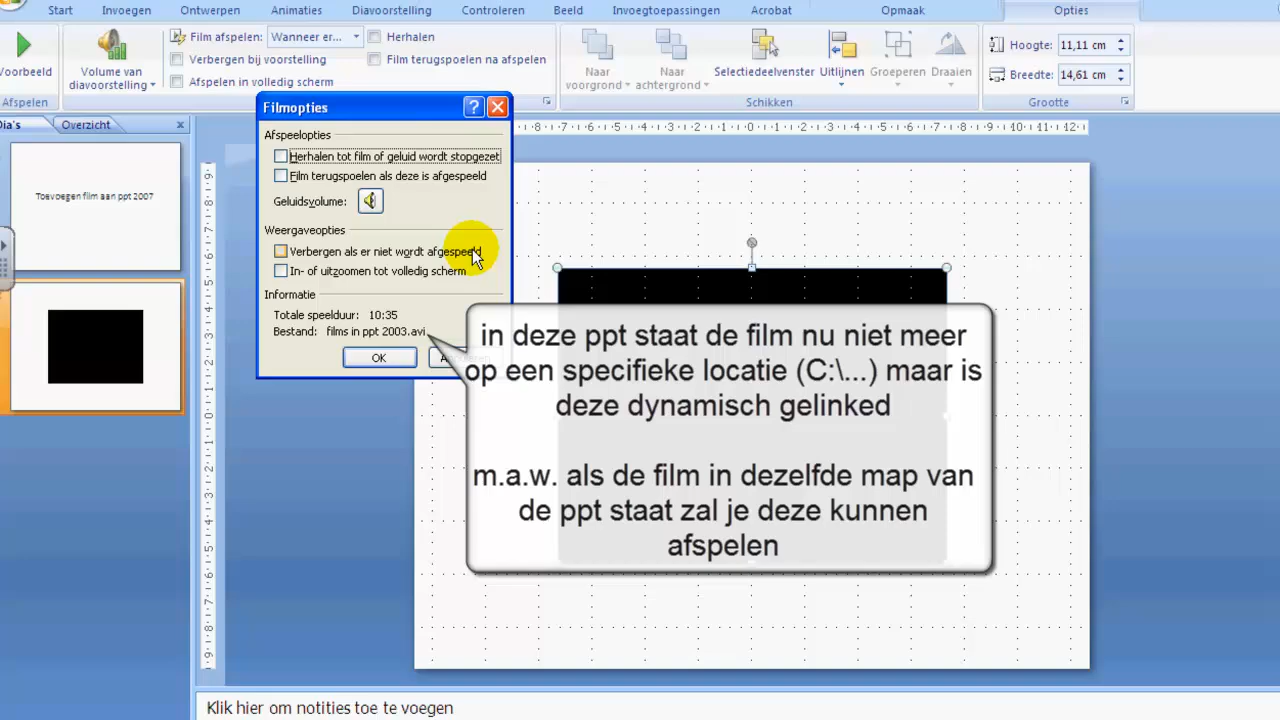 Start Invoegen Ontwerpen Animaties Diavoorstelling Controleren Beeld Invoegtoepassingen Acrobat Opmaak Opties
Film afspelen: Wanneer er... Herhalen
Verbergen bij voorstelling Film terugspoelen na afspelen
Afspelen in volledig scherm
Voorbeeld
Volume van
diavoorstelling
Naar
voorgrond
Naar
achtergrond
Selectiedeelvenster
Uitlijnen
Groeperen
Draaien
Hoogte: 11,11 cm
Breedte: 14,61 cm
Afspelen
Schikken
Grootte
Dia's Overzicht x
Toevoegen film aan ppt 2007
Filmopties
Afspeelopties
Herhalen tot film of geluid wordt stopgezet
Film terugspoelen als deze is afgespeeld
Geluidsvolume:
Weergaveopties
Verbergen als er niet wordt afgespeeld
In- of uitzoomen tot volledig scherm
Informatie
Totale speelduur: 10:35
Bestand: films in ppt 2003.avi
OK
in deze ppt staat de film nu niet meer
op een specifieke locatie (C:\...) maar is
deze dynamisch gelinked
m.a.w. als de film in dezelfde map van
de ppt staat zal je deze kunnen
afspelen
Klik hier om notities toe te voegen